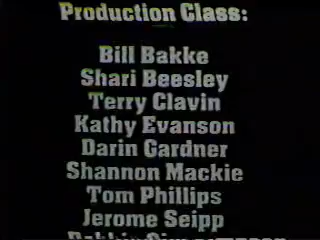 Production Class:
Bill Bakke
Shari Beesley
Terry Clavin
Kathy Evanson
Darin Gardner
Shannon Mackie
Tom Phillips
Jerome Seipp